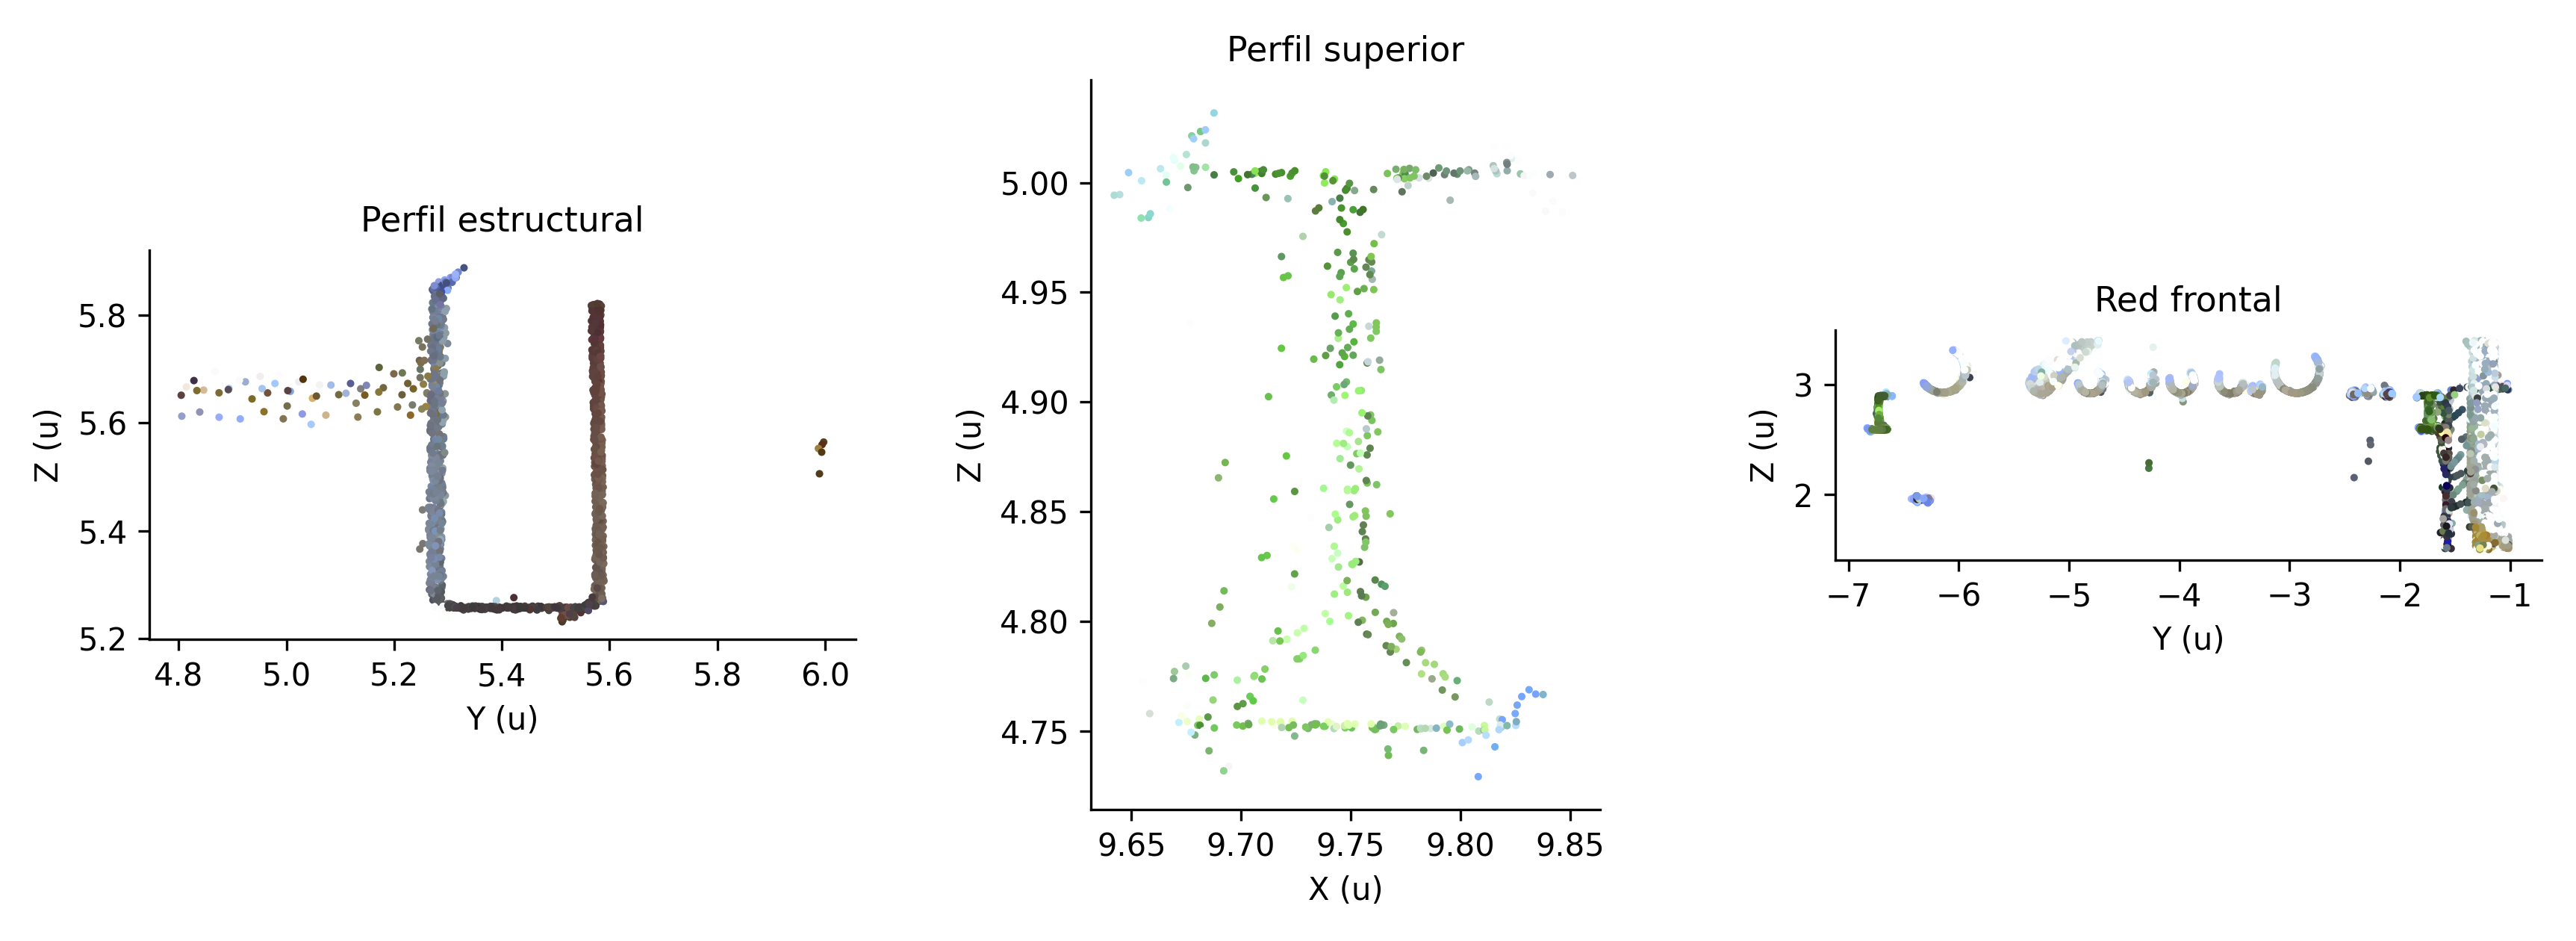 Perfil estructural
5.8
5.6
5.4
5.2
Z (u)
4.8 5.0 5.2 5.4 5.6 5.8 6.0
Y (u)
Perfil superior
5.00
4.95
4.90
4.85
4.80
4.75
Z (u)
9.65 9.70 9.75 9.80 9.85
X (u)
Red frontal
3
2
Z (u)
−7 −6 −5 −4 −3 −2 −1
Y (u)